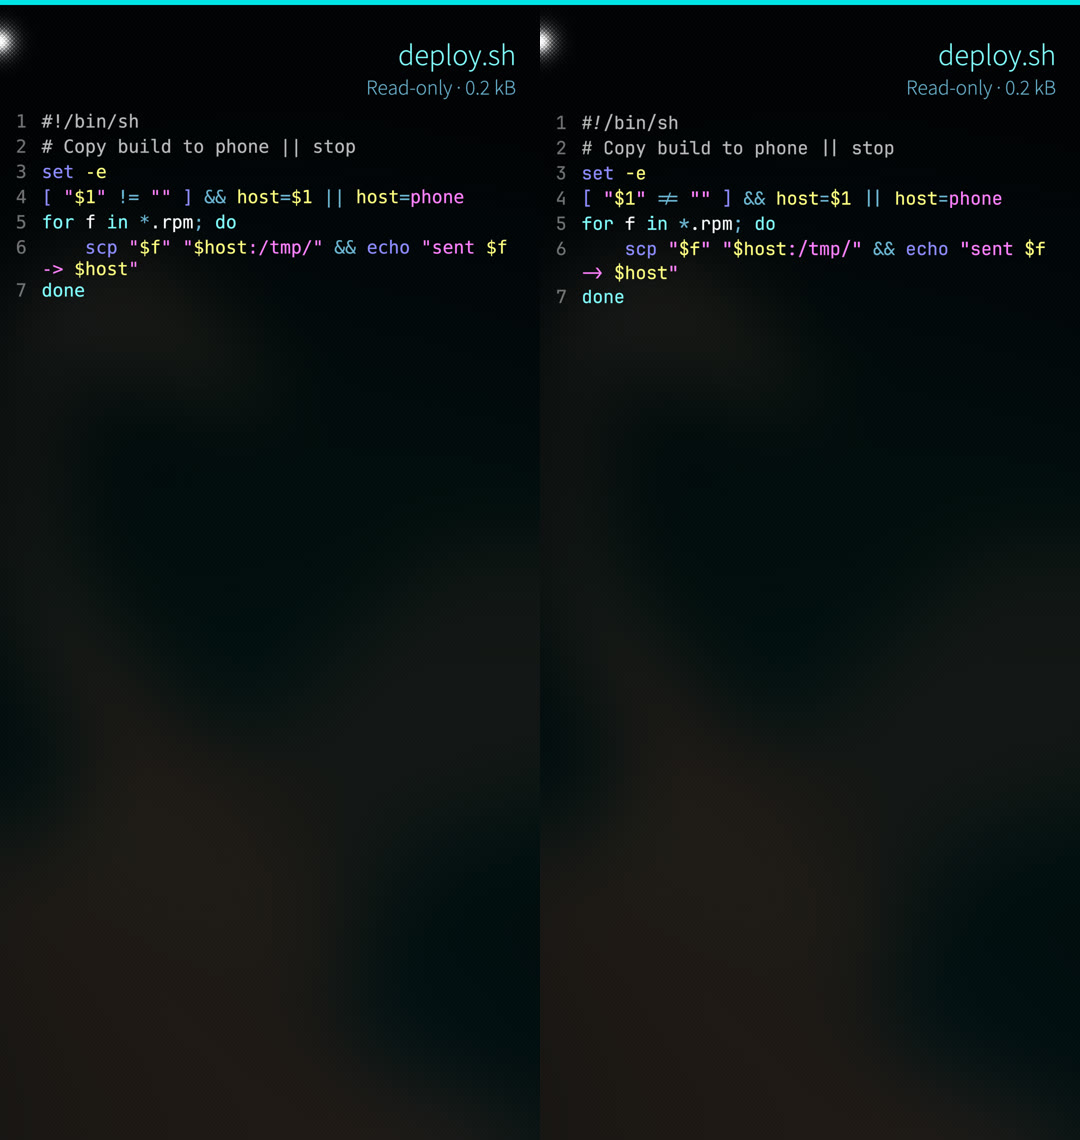 deploy.sh
Read-only · 0.2 kB
1 #!/bin/sh
2 # Copy build to phone || stop
3 set -e
4 [ "$1" != "" ] && host=$1 || host=phone
5 for f in *.rpm; do
6     scp "$f" "$host:/tmp/" && echo "sent $f
-> $host"
7 done
deploy.sh
Read-only · 0.2 kB
1 #!/bin/sh
2 # Copy build to phone || stop
3 set -e
4 [ "$1" ≠ "" ] && host=$1 || host=phone
5 for f in *.rpm; do
6     scp "$f" "$host:/tmp/" && echo "sent $f
→ $host"
7 done